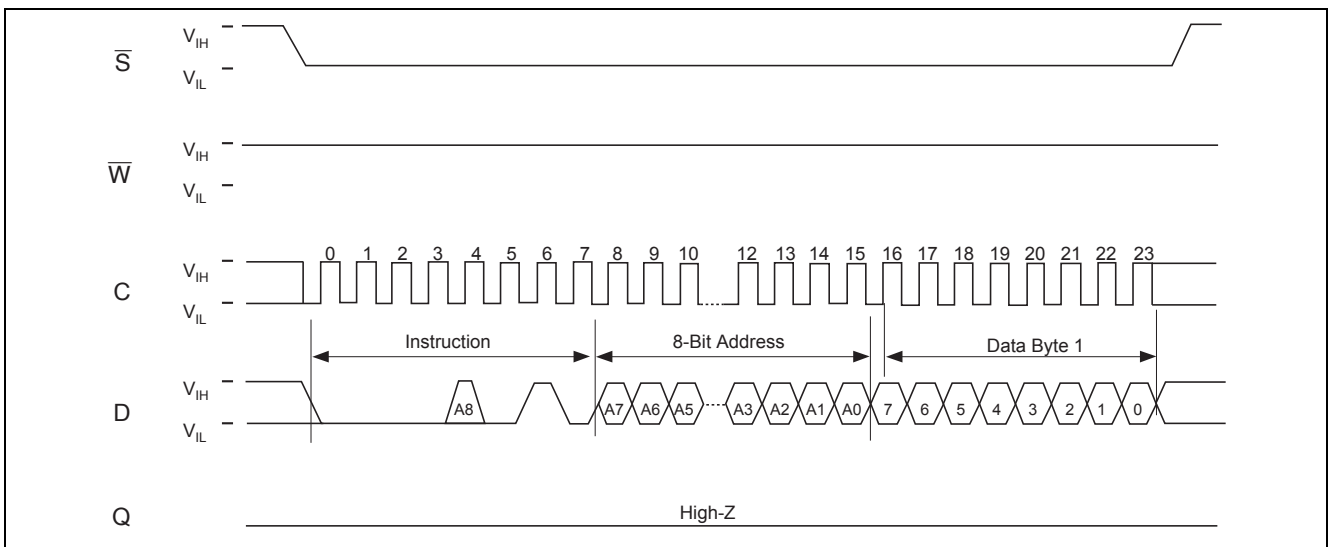 S̅ V_IH
V_IL
W̅ V_IH
V_IL
0 1 2 3 4 5 6 7 8 9 10 12 13 14 15 16 17 18 19 20 21 22 23
C V_IH
V_IL
Instruction 8-Bit Address Data Byte 1
D V_IH
A8 A7 A6 A5 A3 A2 A1 A0 7 6 5 4 3 2 1 0
V_IL
Q High-Z